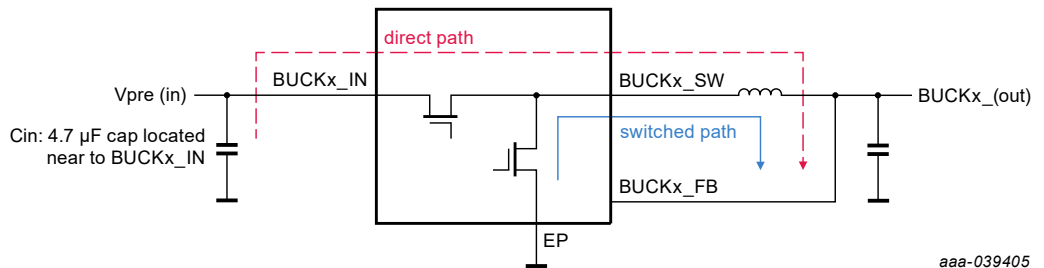 direct path
BUCKx_IN
BUCKx_SW
Vpre (in)
BUCKx_(out)
Cin: 4.7 µF cap located
near to BUCKx_IN
switched path
BUCKx_FB
EP
aaa-039405